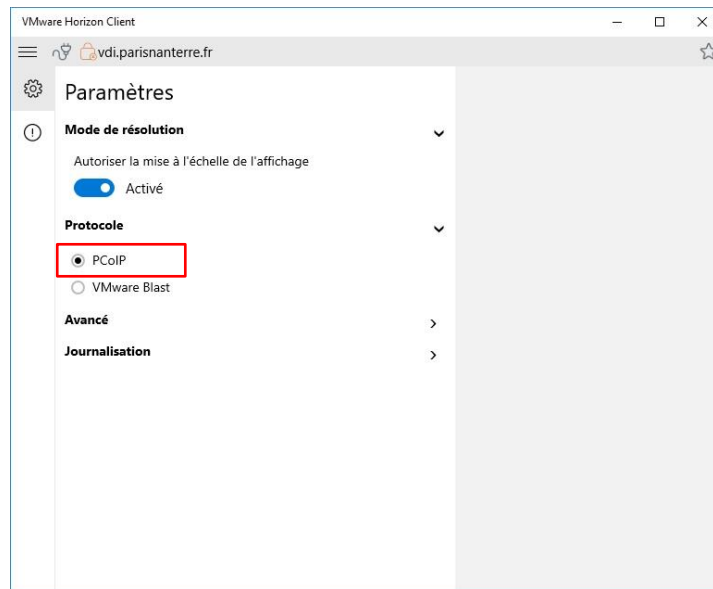 VMware Horizon Client
vdi.parisnanterre.fr
Paramètres
Mode de résolution
Autoriser la mise à l'échelle de l'affichage
Activé
Protocole
PCoIP
VMware Blast
Avancé
Journalisation